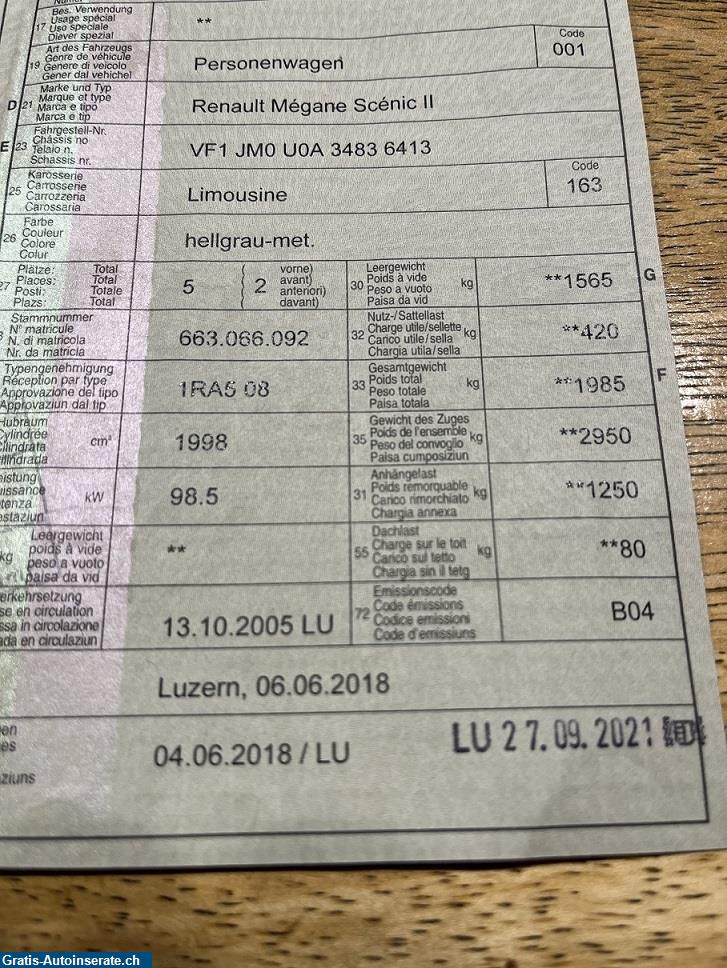 Bes. Verwendung
Usage spécial
17 Uso speciale
Diever spezial
**
Art des Fahrzeugs
Genre de véhicule
19 Genere di veicolo
Gener dal vehichel
Personenwagen
Code
001
D 21 Marke und Typ
Marque et type
Marca e tipo
Marca e tip
Renault Mégane Scénic II
E 23 Fahrgestell-Nr.
Châssis no
Telaio n.
Schassis nr.
VF1 JM0 U0A 3483 6413
25 Karosserie
Carrosserie
Carrozzeria
Carossaria
Limousine
Code
163
26 Farbe
Couleur
Colore
Colur
hellgrau-met.
27 Plätze: Total
Places: Total
Posti: Totale
Plazs: Total
5
( 2 vorne)
avant)
anteriori)
davant)
30 Leergewicht
Poids à vide
Peso a vuoto
Paisa da vid
kg
**1565
G
Stammnummer
N° matricule
N. di matricola
Nr. da matricla
663.066.092
32 Nutz-/Sattellast
Charge utile/sellette
Carico utile/sella
Chargia utila/sella
kg
**420
Typengenehmigung
Réception par type
Approvazione del tipo
Approvaziun dal tip
1RA5 08
33 Gesamtgewicht
Poids total
Peso totale
Paisa totala
kg
**1985
F
Hubraum
Cylindrée
Cilindrata
Cilindrada
cm³
1998
35 Gewicht des Zuges
Poids de l'ensemble
Peso del convoglio
Paisa cumposiziun
kg
**2950
eistung
uissance
tenza
estaziun
kW
98.5
31 Anhängelast
Poids remorquable
Carico rimorchiato
Chargia annexa
kg
**1250
kg
Leergewicht
poids à vide
peso a vuoto
paisa da vid
**
55 Dachlast
Charge sur le toit
Carico sul tetto
Chargia sin il tetg
kg
**80
erkehrsetzung
se en circulation
ssa in circolazione
ada en circulaziun
13.10.2005 LU
72 Emissionscode
Code émissions
Codice emissioni
Code d'emissiuns
B04
Luzern, 06.06.2018
en
es
ziuns
04.06.2018 / LU
LU 27.09.2021
Gratis-Autoinserate.ch